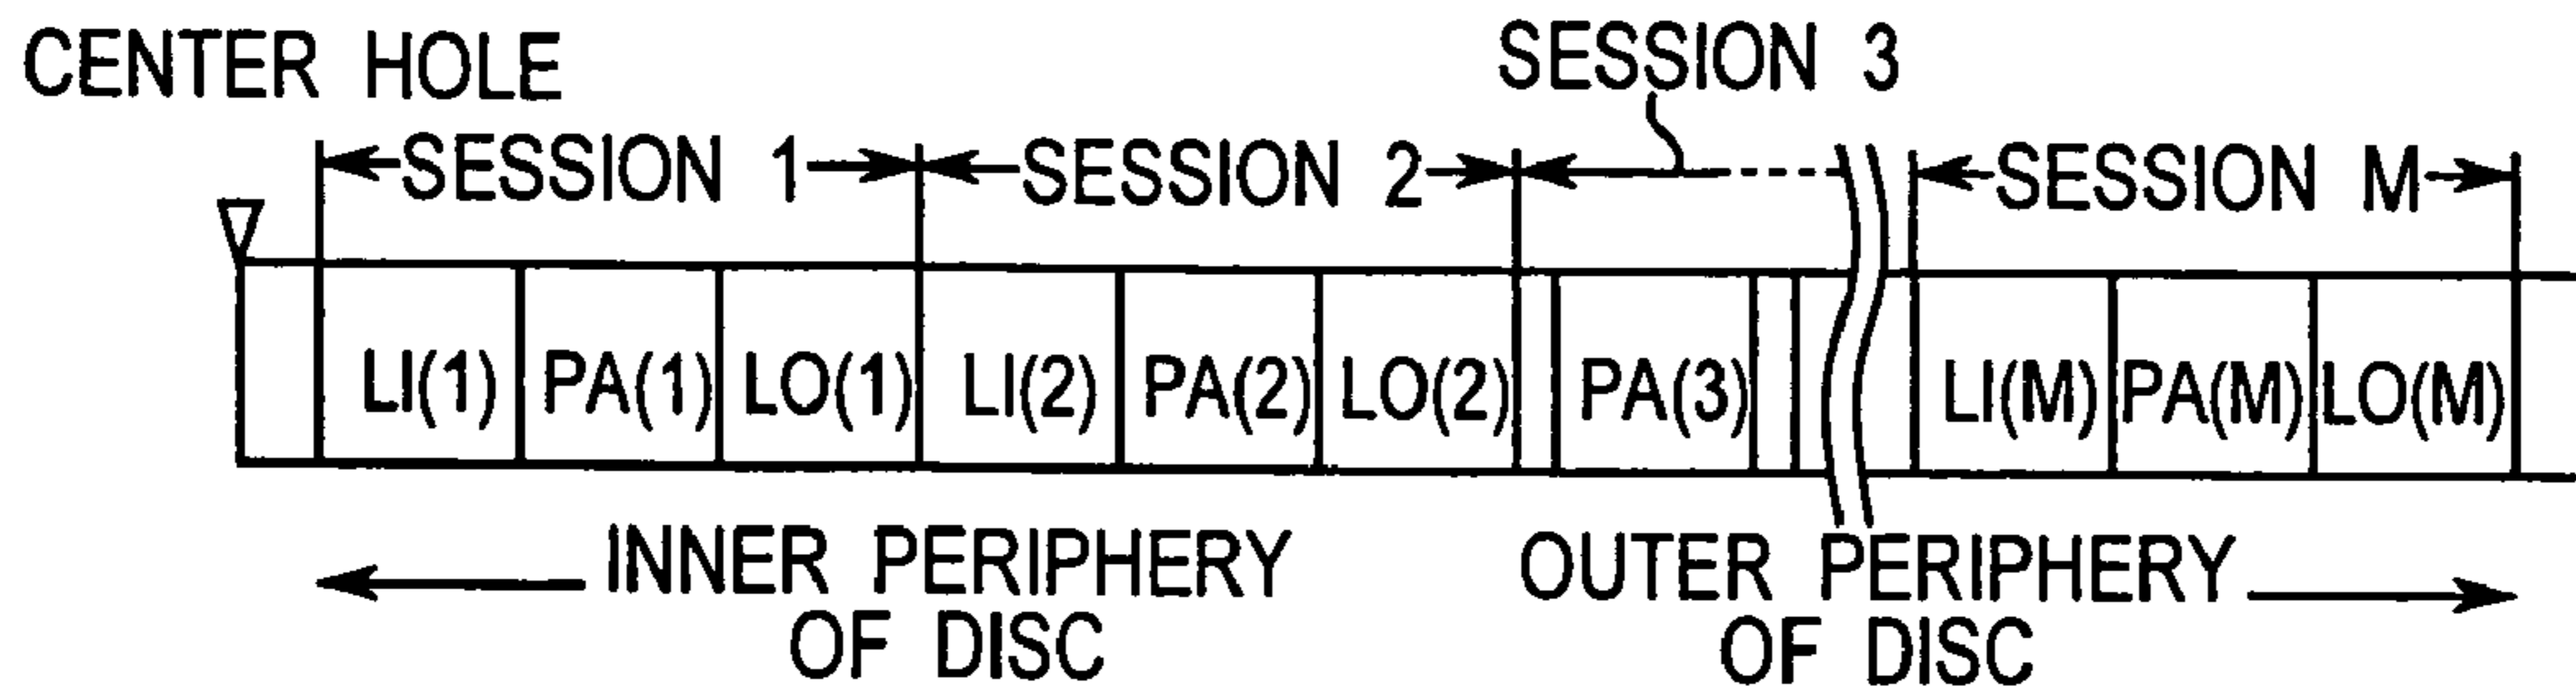 CENTER HOLE
SESSION 3
SESSION 1
SESSION 2
SESSION M
LI(1) PA(1) LO(1) LI(2) PA(2) LO(2) PA(3) LI(M) PA(M) LO(M)
INNER PERIPHERY
OF DISC
OUTER PERIPHERY
OF DISC